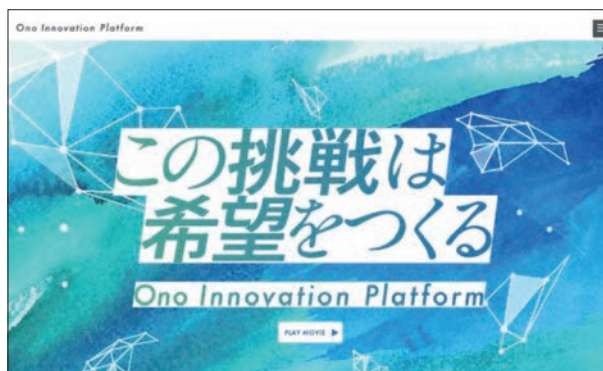 Ono Innovation Platform
この挑戦は
希望をつくる
Ono Innovation Platform
PLAY MOVIE